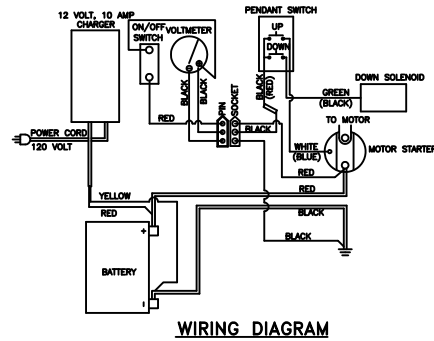 12 VOLT, 10 AMP
CHARGER
ON/OFF
SWITCH
VOLTMETER
PENDANT SWITCH
UP
DOWN
BLACK
(RED)
DOWN SOLENOID
GREEN
(BLACK)
TO MOTOR
MOTOR STARTER
WHITE
(BLUE)
BLACK
BLACK
PIN
SOCKET
RED
BLACK
POWER CORD
120 VOLT
RED
RED
YELLOW
RED
BLACK
BLACK
+
BATTERY
-
WIRING DIAGRAM